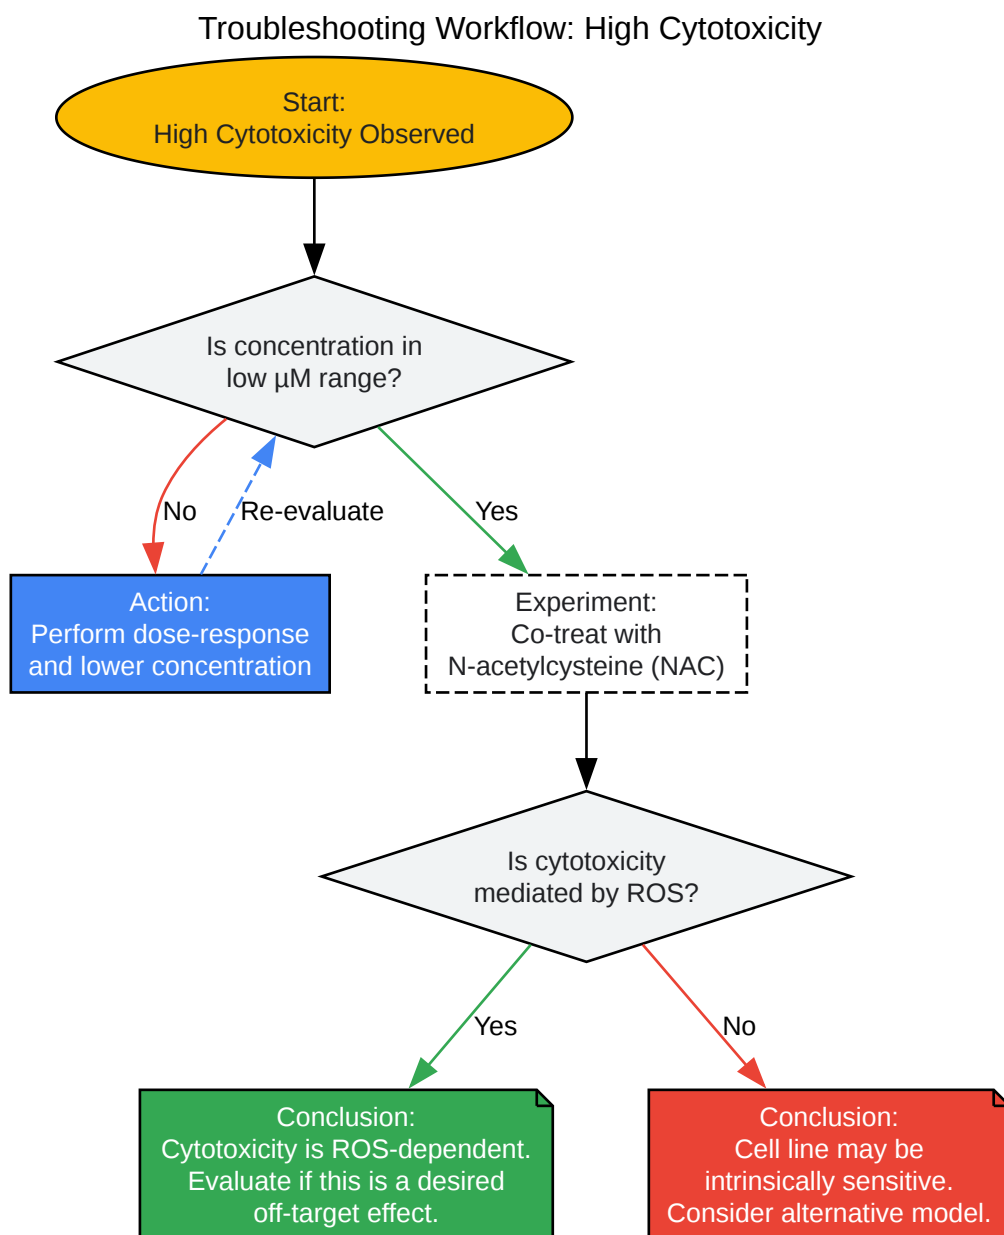 Troubleshooting Workflow: High Cytotoxicity
Start:
High Cytotoxicity Observed
Is concentration in
low µM range?
No
Re-evaluate
Yes
Action:
Perform dose-response
and lower concentration
Experiment:
Co-treat with
N-acetylcysteine (NAC)
Is cytotoxicity
mediated by ROS?
Yes
No
Conclusion:
Cytotoxicity is ROS-dependent.
Evaluate if this is a desired
off-target effect.
Conclusion:
Cell line may be
intrinsically sensitive.
Consider alternative model.